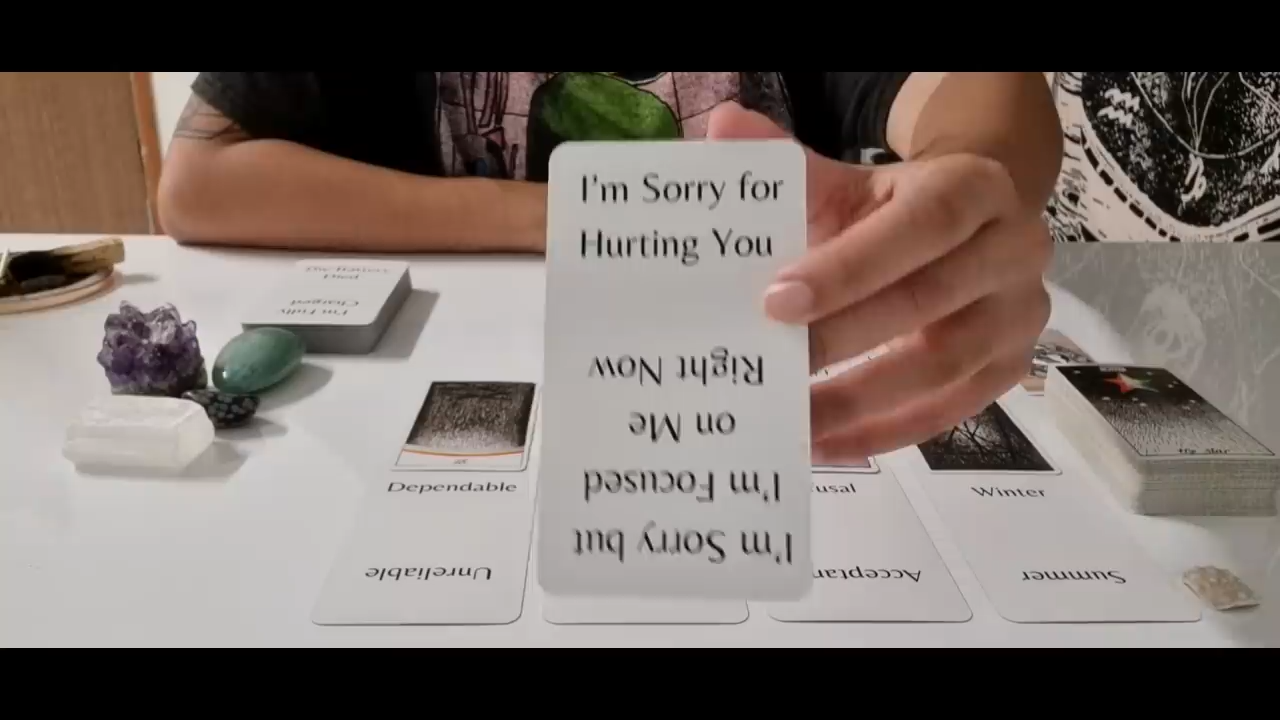 I'm Sorry for
Hurting You
I'm Sorry but
I'm Focused
on Me
Right Now
I'm Fully
Charged
Dependable
Unreliable
Winter
Summer
the star